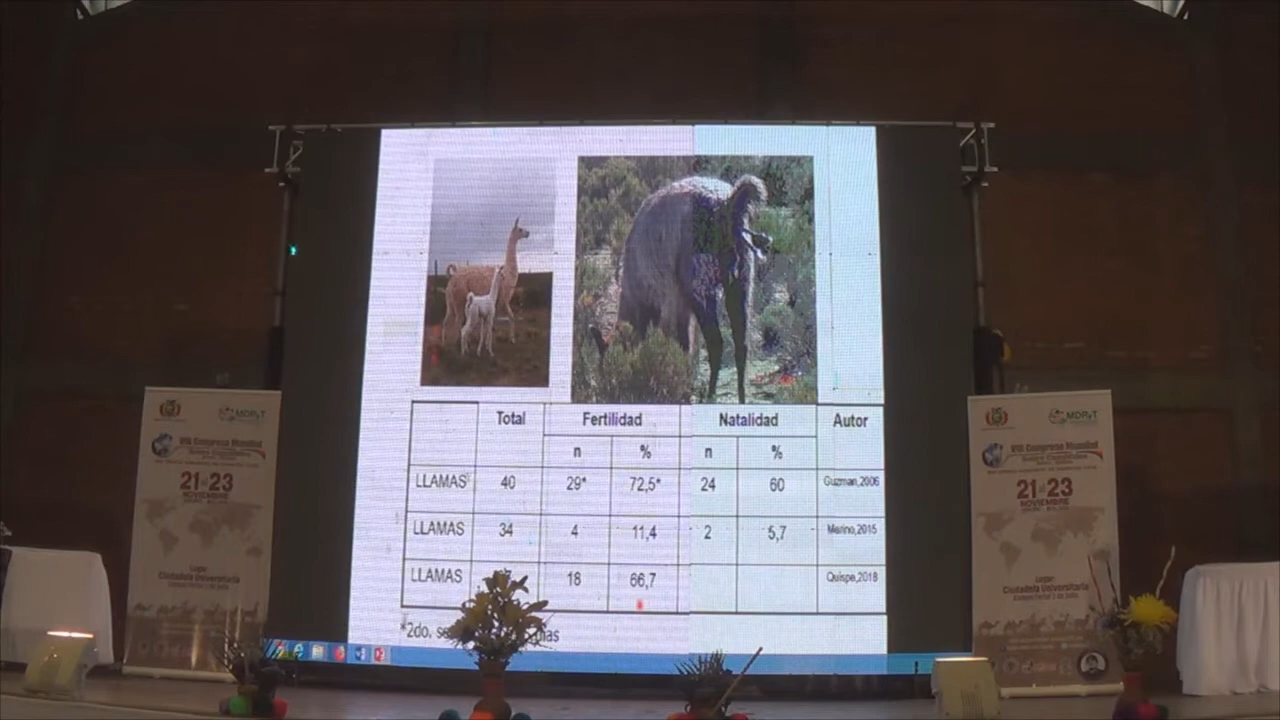 Total Fertilidad Natalidad Autor
n % n %
LLAMAS 40 29* 72,5* 24 60 Guzman,2006
LLAMAS 34 4 11,4 2 5,7 Merino,2015
LLAMAS 18 66,7 Quispe,2018
*2do.
MDRyT
VIII Congreso Mundial
21 al 23
NOVIEMBRE
Lugar:
Ciudadela Universitaria
MDRyT
VIII Congreso Mundial
21 al 23
NOVIEMBRE
Lugar:
Ciudadela Universitaria